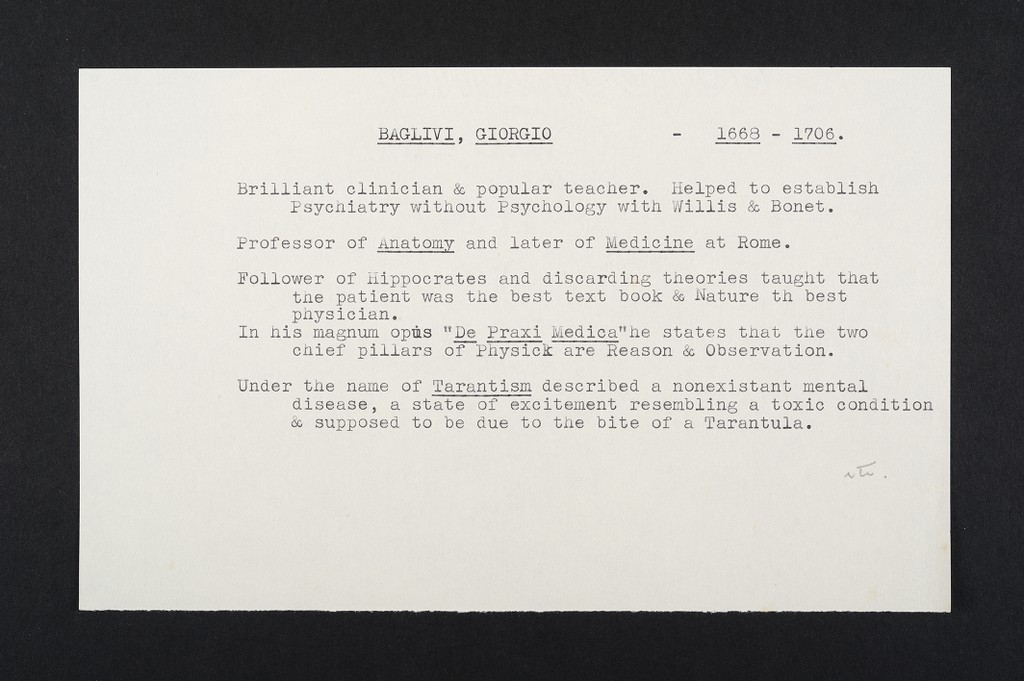 BAGLIVI, GIORGIO - 1668 - 1706.
Brilliant clinician & popular teacher. Helped to establish
Psychiatry without Psychology with Willis & Bonet.
Professor of Anatomy and later of Medicine at Rome.
Follower of Hippocrates and discarding theories taught that
the patient was the best text book & Nature th best
physician.
In his magnum opus "De Praxi Medica"he states that the two
chief pillars of Physick are Reason & Observation.
Under the name of Tarantism described a nonexistant mental
disease, a state of excitement resembling a toxic condition
& supposed to be due to the bite of a Tarantula.